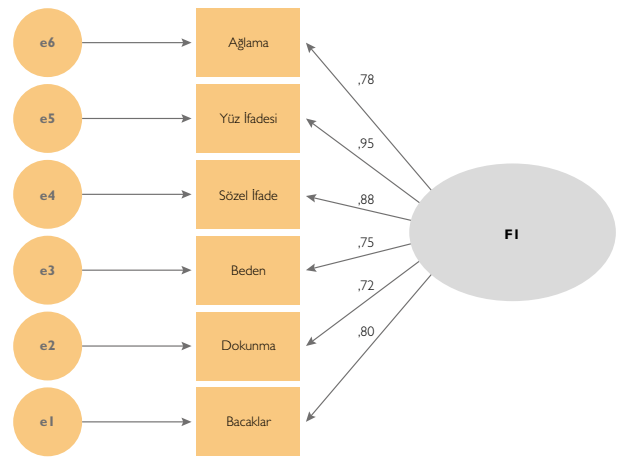 e6
Ağlama
,78
e5
Yüz İfadesi
,95
e4
Sözel İfade
,88
F1
e3
Beden
,75
e2
Dokunma
,72
e1
Bacaklar
,80